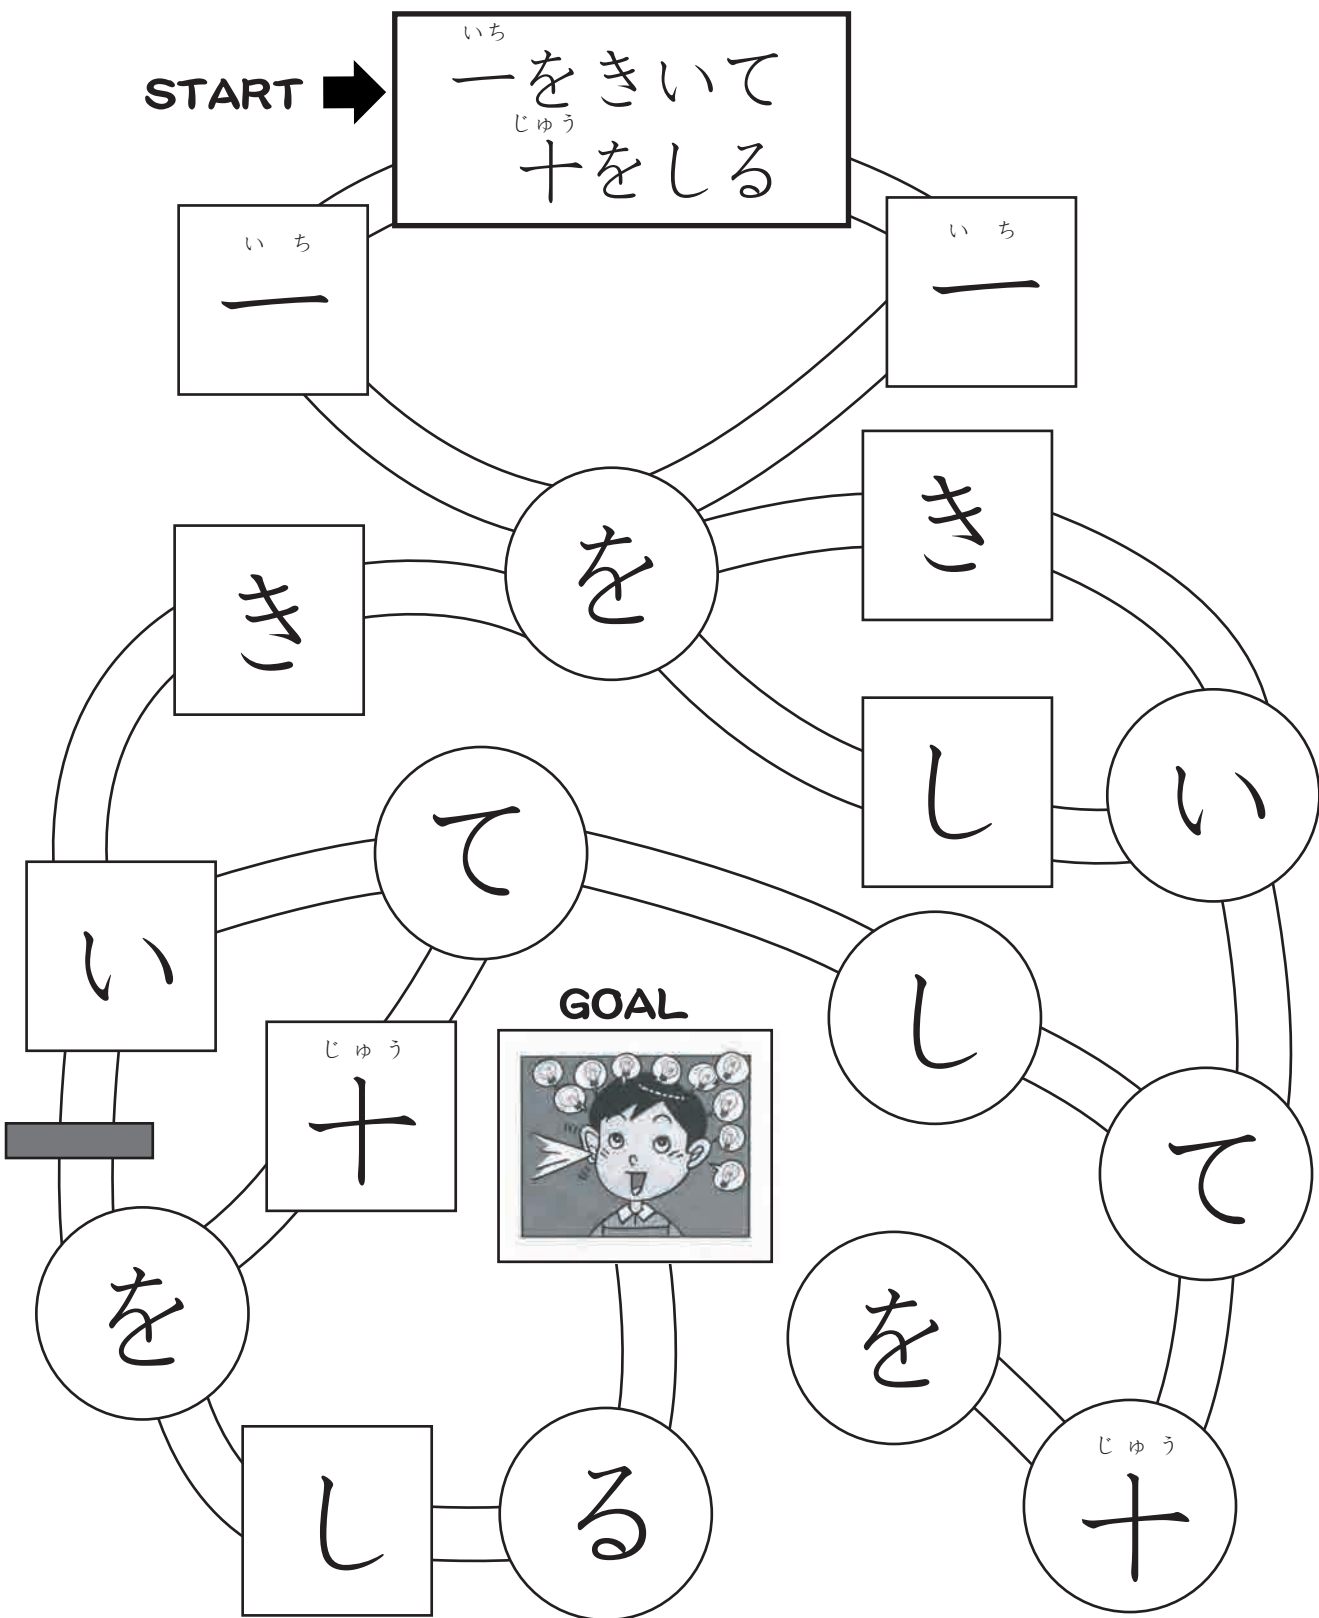 START
いち
一をきいて
じゅう
十をしる
いち
一
いち
一
を
き
き
し
い
て
い
し
GOAL
じゅう
十
て
を
を
じゅう
十
し
る